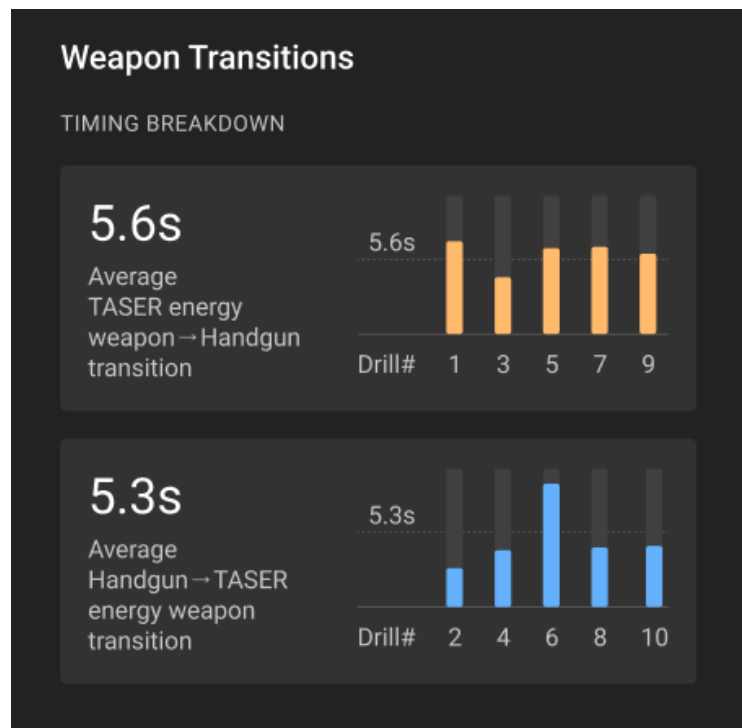 Weapon Transitions
TIMING BREAKDOWN
5.6s
Average
TASER energy
weapon→Handgun
transition
5.6s
Drill# 1 3 5 7 9
5.3s
Average
Handgun→TASER
energy weapon
transition
5.3s
Drill# 2 4 6 8 10